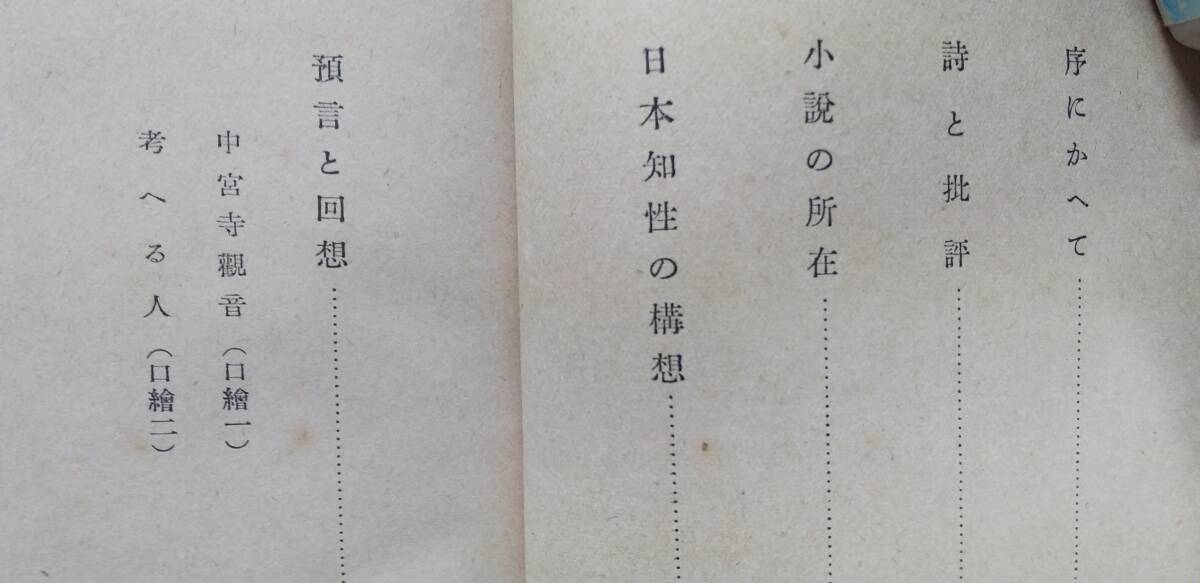 序にかへて
詩と批評
小說の所在
日本知性の構想
預言と回想
中宮寺觀音（口繪一）
考へる人（口繪二）